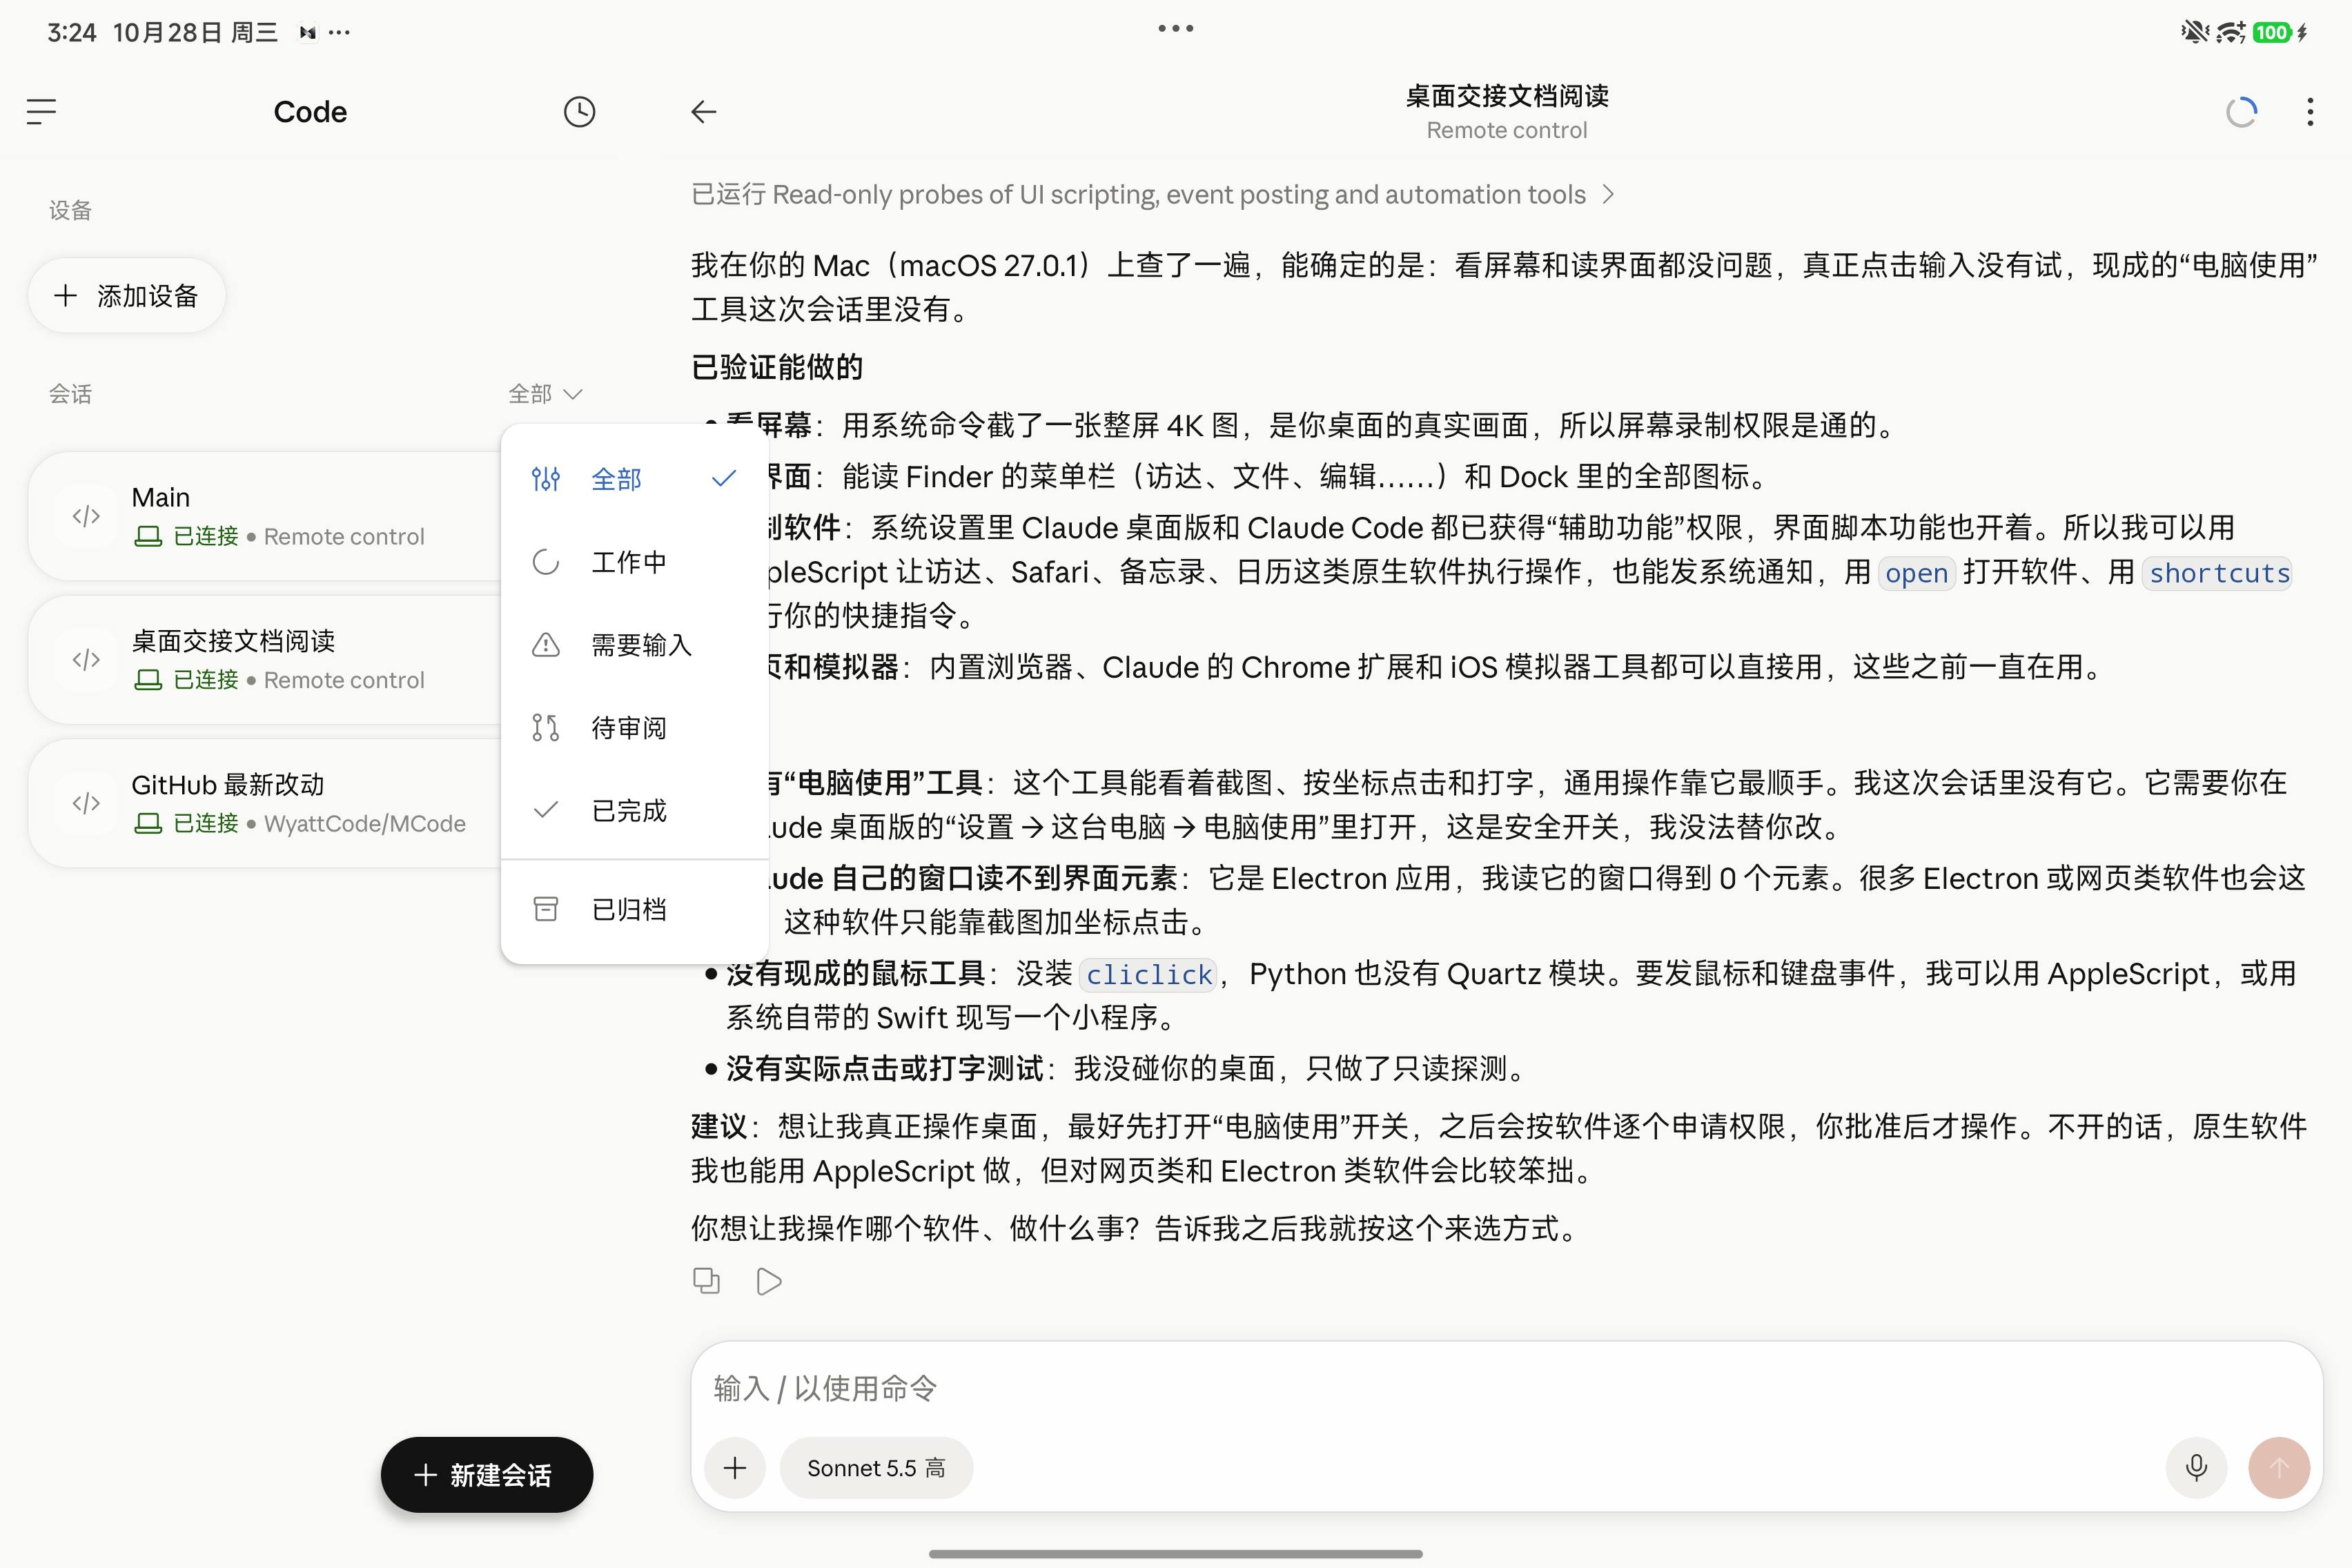 3:24 10月28日 周三
100
Code
设备
添加设备
会话
全部
Main
已连接 • Remote control
桌面交接文档阅读
已连接 • Remote control
GitHub 最新改动
已连接 • WyattCode/MCode
全部
工作中
需要输入
待审阅
已完成
已归档
新建会话
桌面交接文档阅读
Remote control
已运行 Read-only probes of UI scripting, event posting and automation tools
我在你的 Mac（macOS 27.0.1）上查了一遍，能确定的是：看屏幕和读界面都没问题，真正点击输入没有试，现成的“电脑使用”
工具这次会话里没有。
已验证能做的
看屏幕：用系统命令截了一张整屏 4K 图，是你桌面的真实画面，所以屏幕录制权限是通的。
界面：能读 Finder 的菜单栏（访达、文件、编辑……）和 Dock 里的全部图标。
制软件：系统设置里 Claude 桌面版和 Claude Code 都已获得“辅助功能”权限，界面脚本功能也开着。所以我可以用
pleScript 让访达、Safari、备忘录、日历这类原生软件执行操作，也能发系统通知，用 open 打开软件、用 shortcuts
行你的快捷指令。
页和模拟器：内置浏览器、Claude 的 Chrome 扩展和 iOS 模拟器工具都可以直接用，这些之前一直在用。
有“电脑使用”工具：这个工具能看着截图、按坐标点击和打字，通用操作靠它最顺手。我这次会话里没有它。它需要你在
ude 桌面版的“设置 → 这台电脑 → 电脑使用”里打开，这是安全开关，我没法替你改。
ude 自己的窗口读不到界面元素：它是 Electron 应用，我读它的窗口得到 0 个元素。很多 Electron 或网页类软件也会这
这种软件只能靠截图加坐标点击。
• 没有现成的鼠标工具：没装 cliclick，Python 也没有 Quartz 模块。要发鼠标和键盘事件，我可以用 AppleScript，或用
系统自带的 Swift 现写一个小程序。
• 没有实际点击或打字测试：我没碰你的桌面，只做了只读探测。
建议：想让我真正操作桌面，最好先打开“电脑使用”开关，之后会按软件逐个申请权限，你批准后才操作。不开的话，原生软件
我也能用 AppleScript 做，但对网页类和 Electron 类软件会比较笨拙。
你想让我操作哪个软件、做什么事？告诉我之后我就按这个来选方式。
输入 / 以使用命令
Sonnet 5.5 高